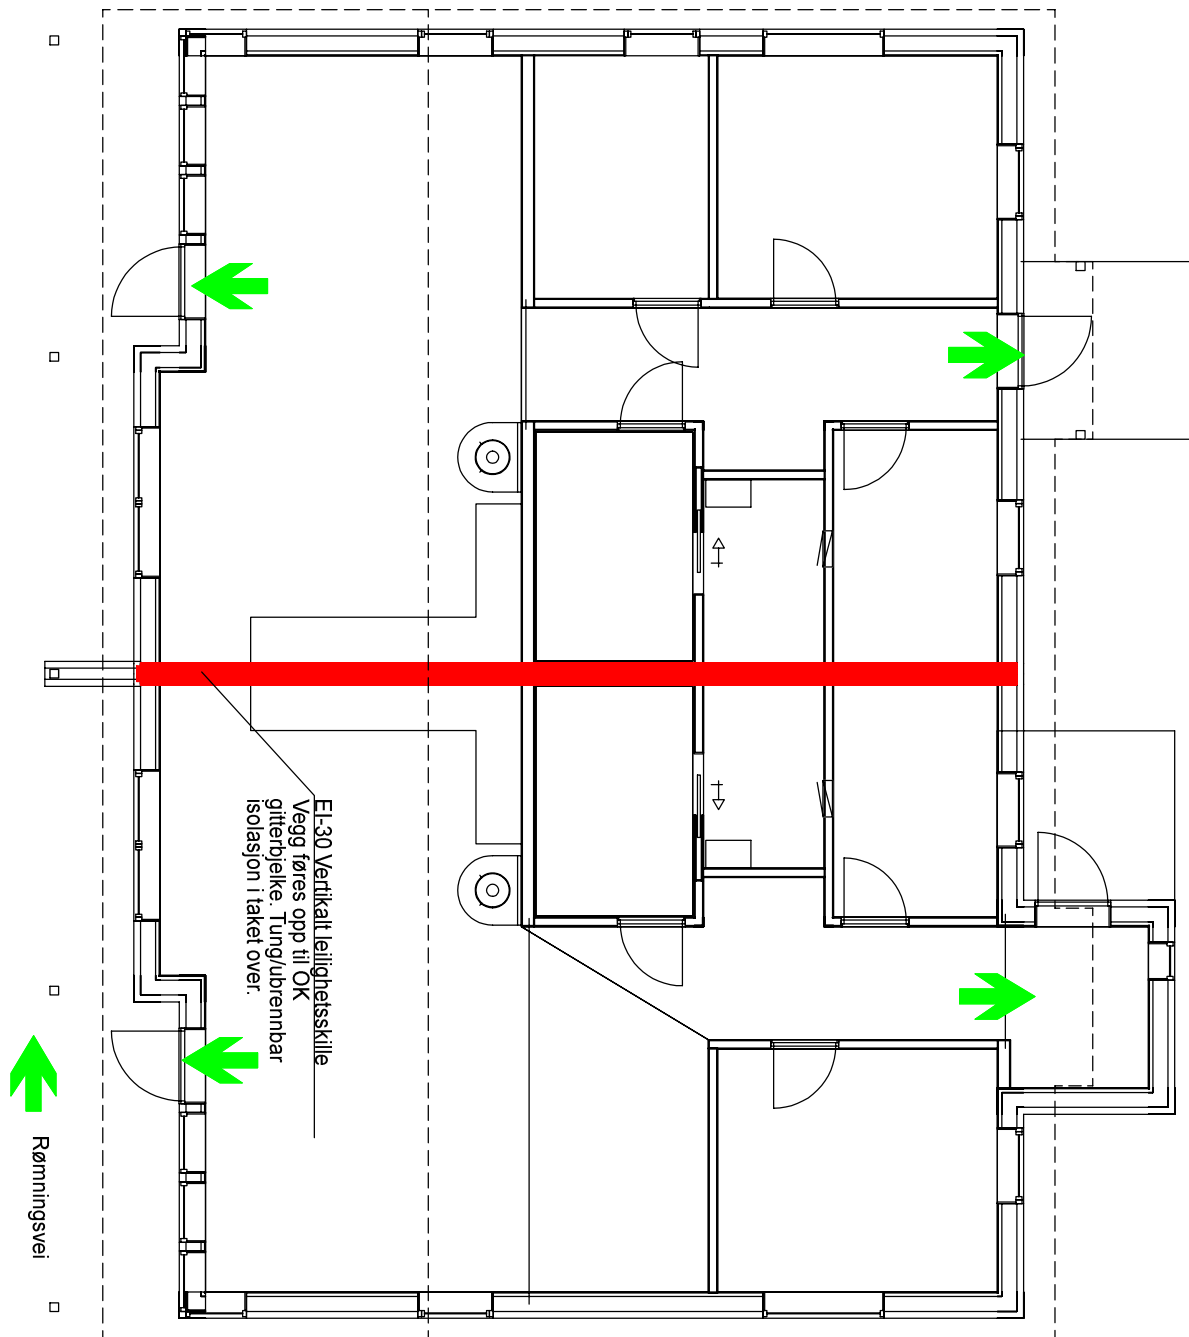 EI-30 Vertikalt leilighetsskille
Vegg føres opp til OK
gitterbjelke. Tung/ubrennbar
isolasjon i taket over.
Rømningsvei